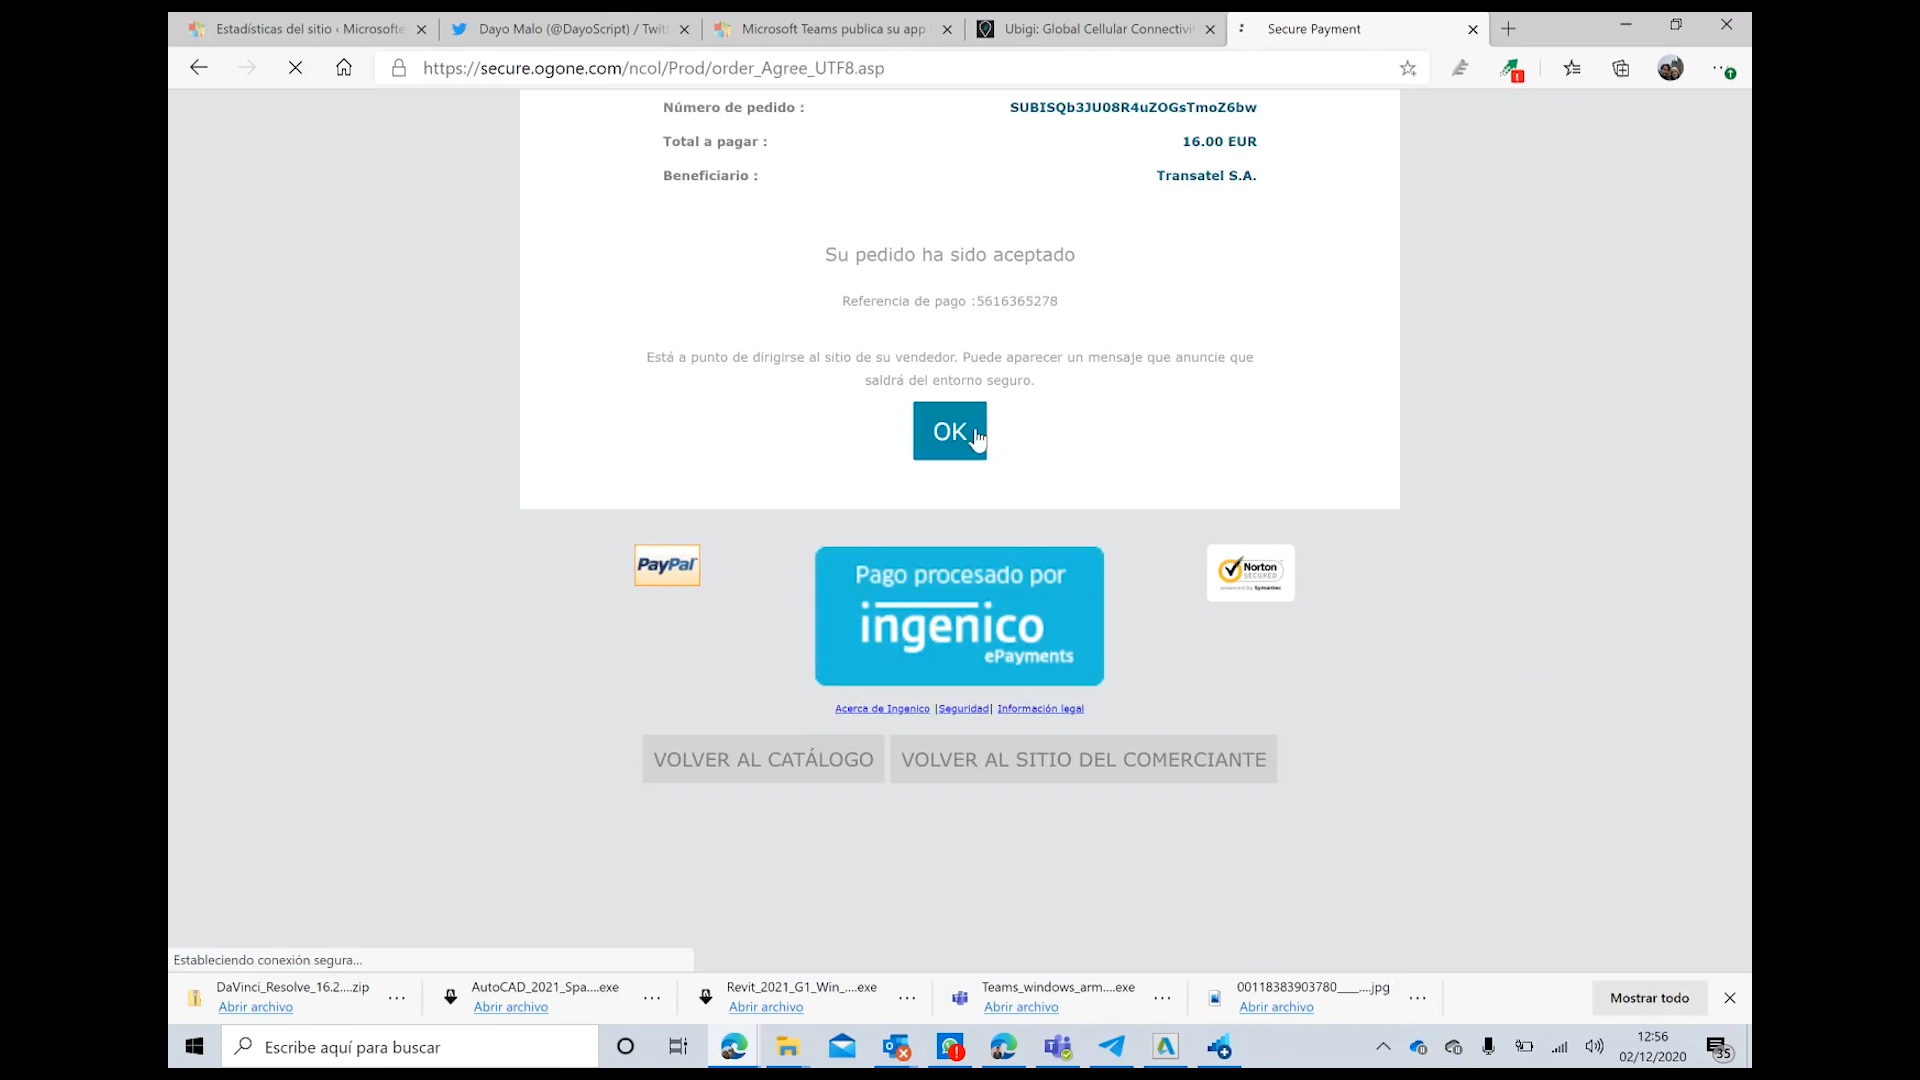 Estadísticas del sitio ‹ Microsofte
Dayo Malo (@DayoScript) / Twitt
Microsoft Teams publica su app
Ubigi: Global Cellular Connectivi
Secure Payment
https://secure.ogone.com/ncol/Prod/order_Agree_UTF8.asp
Número de pedido :
SUBISQb3JU08R4uZOGsTmoZ6bw
Total a pagar :
16.00 EUR
Beneficiario :
Transatel S.A.
Su pedido ha sido aceptado
Referencia de pago :5616365278
Está a punto de dirigirse al sitio de su vendedor. Puede aparecer un mensaje que anuncie que
saldrá del entorno seguro.
OK
PayPal
Pago procesado por
ingenico
ePayments
Norton
SECURED
powered by Symantec
Acerca de Ingenico |Seguridad| Información legal
VOLVER AL CATÁLOGO
VOLVER AL SITIO DEL COMERCIANTE
Estableciendo conexión segura...
DaVinci_Resolve_16.2....zip
Abrir archivo
AutoCAD_2021_Spa....exe
Abrir archivo
Revit_2021_G1_Win_....exe
Abrir archivo
Teams_windows_arm....exe
Abrir archivo
00118383903780___....jpg
Abrir archivo
Mostrar todo
Escribe aquí para buscar
12:56
02/12/2020
35